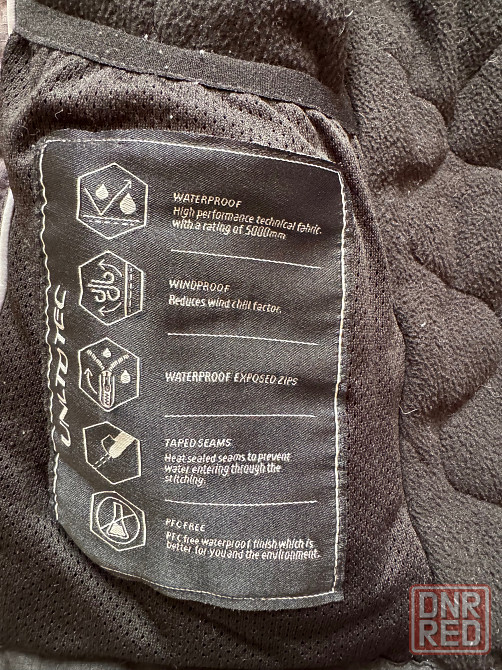 WATERPROOF
High performance technical fabric
with a rating of 5000mm.
WINDPROOF
Reduces wind chill factor.
WATERPROOF EXPOSED ZIPS
TAPED SEAMS
Heat sealed seams to prevent
water entering through the
stitching.
PFC FREE
PFC free waterproof finish which is
better for you and the environment.
TEC
DNR
RED